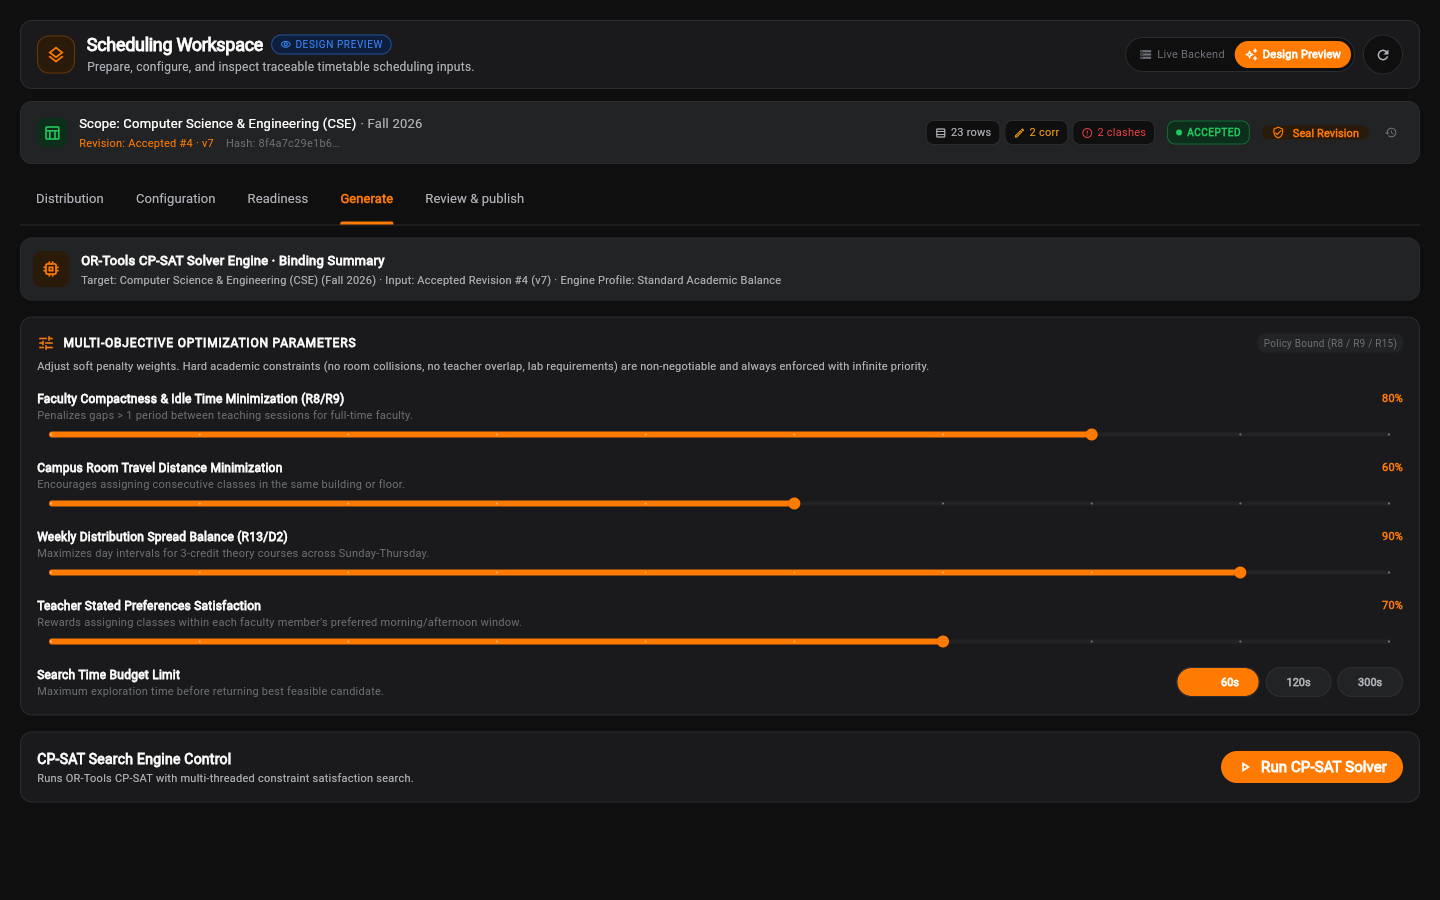 Scheduling Workspace
DESIGN PREVIEW
Prepare, configure, and inspect traceable timetable scheduling inputs.
Live Backend
Design Preview
Scope: Computer Science & Engineering (CSE) · Fall 2026
Revision: Accepted #4 · v7 Hash: 8f4a7c29e1b6…
23 rows
2 corr
2 clashes
ACCEPTED
Seal Revision
Distribution
Configuration
Readiness
Generate
Review & publish
OR-Tools CP-SAT Solver Engine · Binding Summary
Target: Computer Science & Engineering (CSE) (Fall 2026) · Input: Accepted Revision #4 (v7) · Engine Profile: Standard Academic Balance
MULTI-OBJECTIVE OPTIMIZATION PARAMETERS
Policy Bound (R8 / R9 / R15)
Adjust soft penalty weights. Hard academic constraints (no room collisions, no teacher overlap, lab requirements) are non-negotiable and always enforced with infinite priority.
Faculty Compactness & Idle Time Minimization (R8/R9)
80%
Penalizes gaps > 1 period between teaching sessions for full-time faculty.
Campus Room Travel Distance Minimization
60%
Encourages assigning consecutive classes in the same building or floor.
Weekly Distribution Spread Balance (R13/D2)
90%
Maximizes day intervals for 3-credit theory courses across Sunday-Thursday.
Teacher Stated Preferences Satisfaction
70%
Rewards assigning classes within each faculty member's preferred morning/afternoon window.
Search Time Budget Limit
Maximum exploration time before returning best feasible candidate.
60s
120s
300s
CP-SAT Search Engine Control
Runs OR-Tools CP-SAT with multi-threaded constraint satisfaction search.
Run CP-SAT Solver